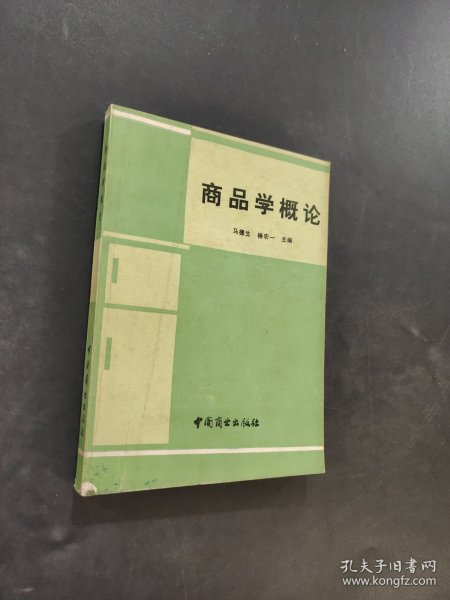 商品学概论
马德生 杨宏一 主编
中国商业出版社
孔夫子旧书网
www.kongfz.com